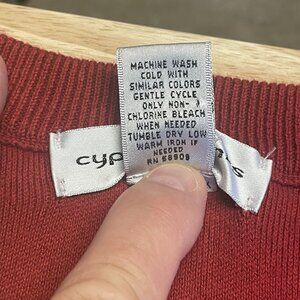 MACHINE WASH
COLD WITH
SIMILAR COLORS
GENTLE CYCLE
ONLY NON-
CHLORINE BLEACH
WHEN NEEDED
TUMBLE DRY LOW
WARM IRON IF
NEEDED
RN 58909
cyp